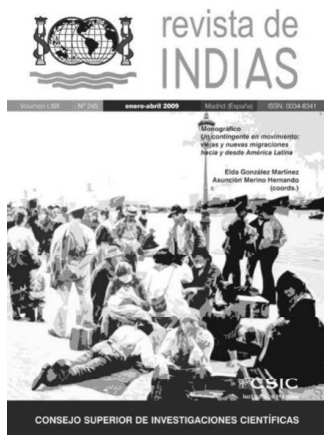 revista de
INDIAS
Volumen LXIX Nº 245 enero-abril 2009 Madrid (España) ISSN: 0034-8341
Monográfico
Un contingente en movimiento:
viejas y nuevas migraciones
hacia y desde América Latina
Elda González Martínez
Asunción Merino Hernando
(coords.)
CSIC
CONSEJO SUPERIOR DE INVESTIGACIONES CIENTÍFICAS